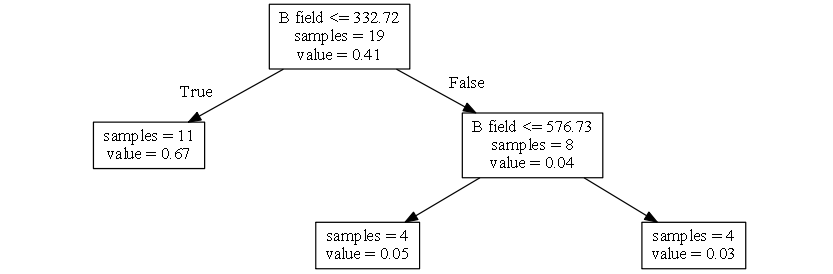 B field <= 332.72
samples = 19
value = 0.41
True
False
samples = 11
value = 0.67
B field <= 576.73
samples = 8
value = 0.04
samples = 4
value = 0.05
samples = 4
value = 0.03